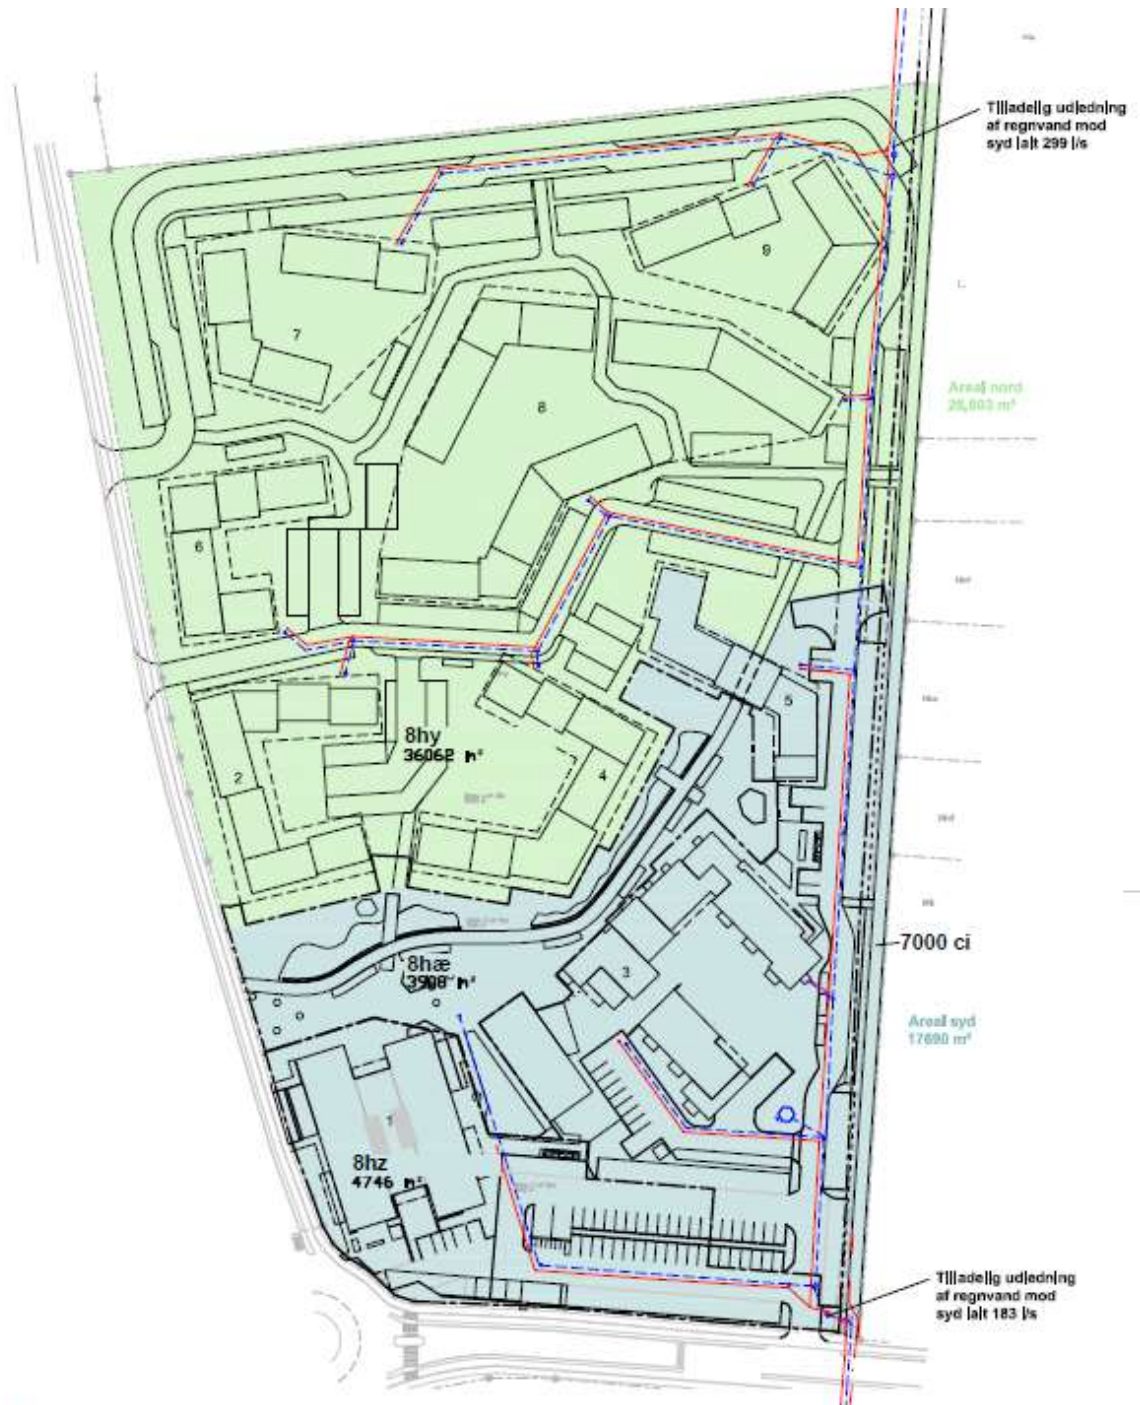 Tilladelig udledning
af regnvand mod
syd ialt 299 l/s
9
7
Areal nord
8
6
5
8hy
36062 m²
2
4
7000 ci
8hæ
3908 m²
3
Areal syd
17690 m²
1
8hz
4746 m²
Tilladelig udledning
af regnvand mod
syd ialt 183 l/s